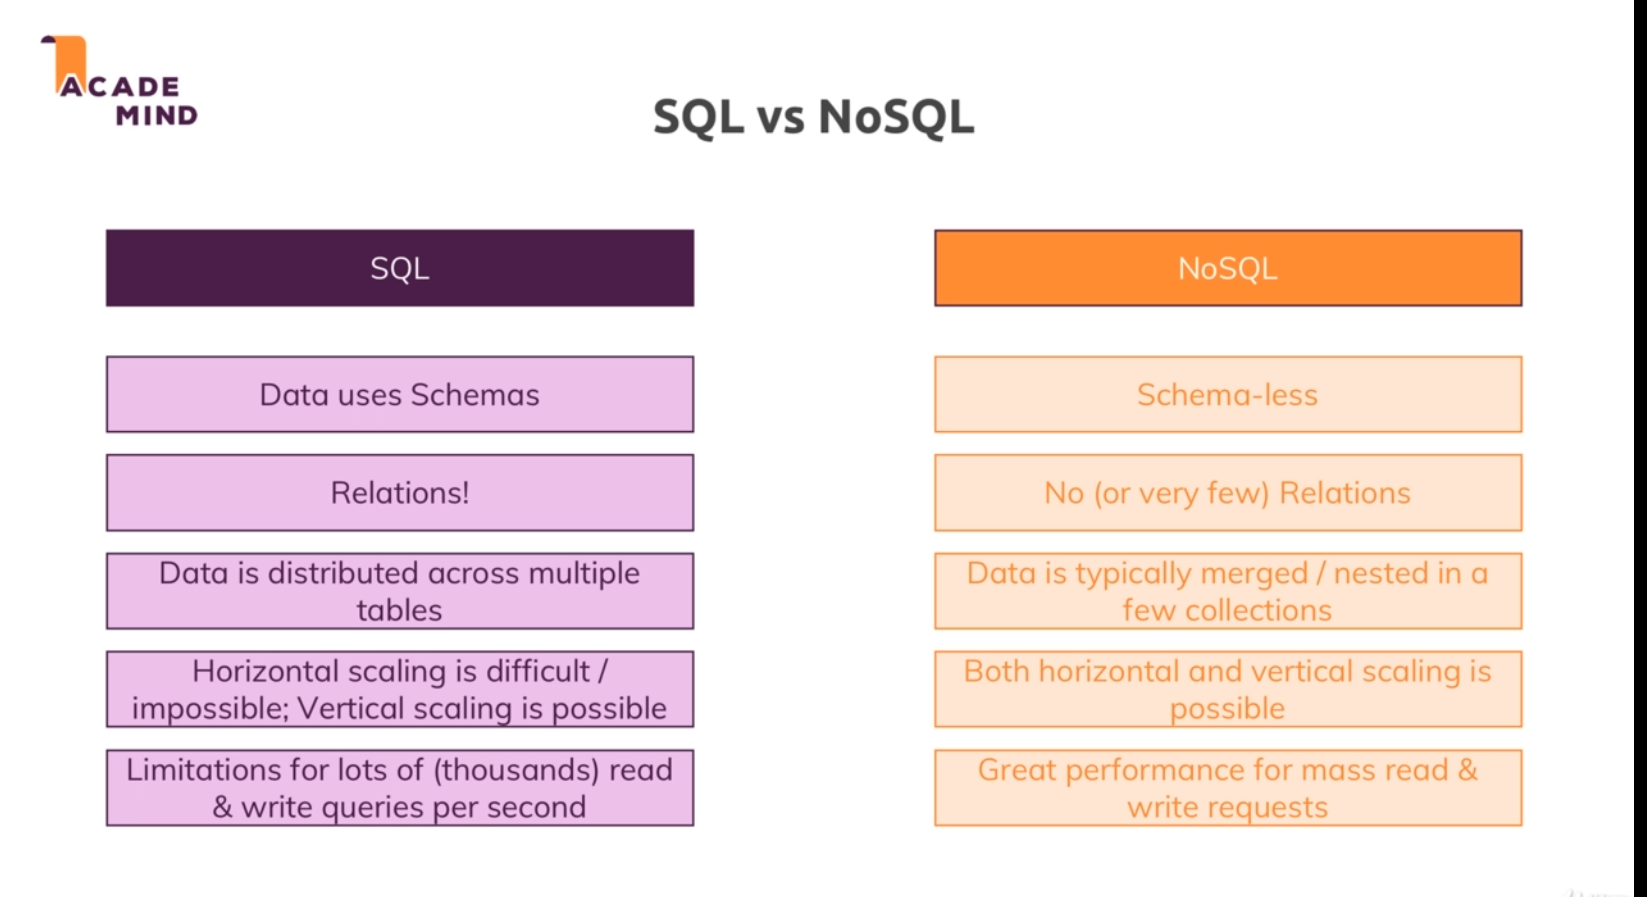 ACADE
MIND
SQL vs NoSQL
SQL
Data uses Schemas
Relations!
Data is distributed across multiple
tables
Horizontal scaling is difficult /
impossible; Vertical scaling is possible
Limitations for lots of (thousands) read
& write queries per second
NoSQL
Schema-less
No (or very few) Relations
Data is typically merged / nested in a
few collections
Both horizontal and vertical scaling is
possible
Great performance for mass read &
write requests